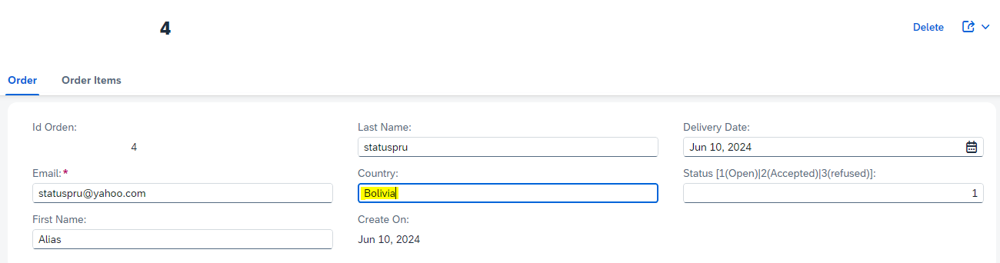 4
Delete
Order Order Items
Id Orden:
4
Email:*
statuspru@yahoo.com
First Name:
Alias
Last Name:
statuspru
Country:
Bolivia
Create On:
Jun 10, 2024
Delivery Date:
Jun 10, 2024
Status [1(Open)|2(Accepted)|3(refused)]:
1